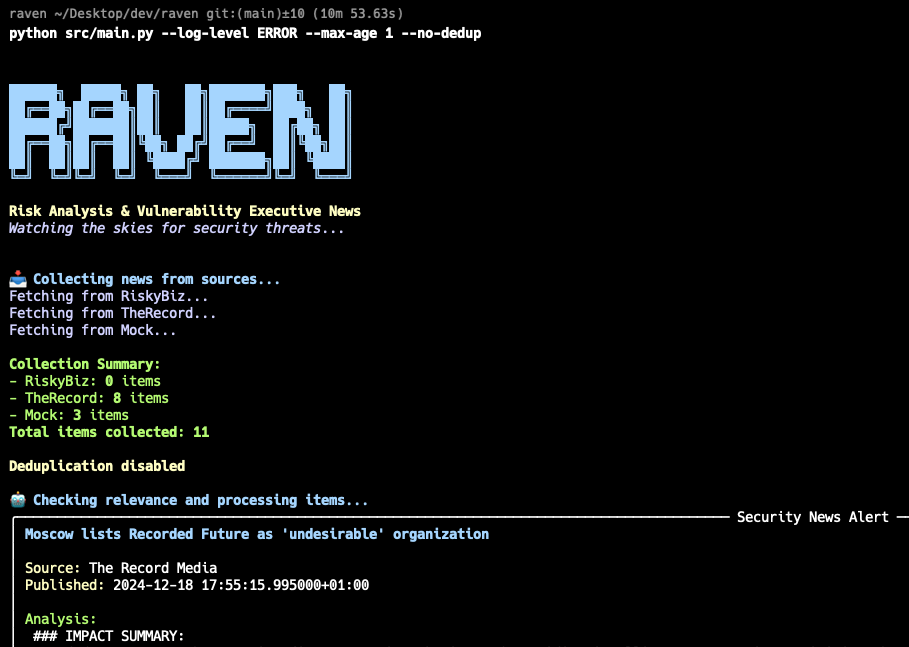 raven ~/Desktop/dev/raven git:(main)±10 (10m 53.63s)
python src/main.py --log-level ERROR --max-age 1 --no-dedup
RAVEN
Risk Analysis & Vulnerability Executive News
Watching the skies for security threats...
📥 Collecting news from sources...
Fetching from RiskyBiz...
Fetching from TheRecord...
Fetching from Mock...
Collection Summary:
- RiskyBiz: 0 items
- TheRecord: 8 items
- Mock: 3 items
Total items collected: 11
Deduplication disabled
🤖 Checking relevance and processing items...
Security News Alert
Moscow lists Recorded Future as 'undesirable' organization
Source: The Record Media
Published: 2024-12-18 17:55:15.995000+01:00
Analysis:
### IMPACT SUMMARY: